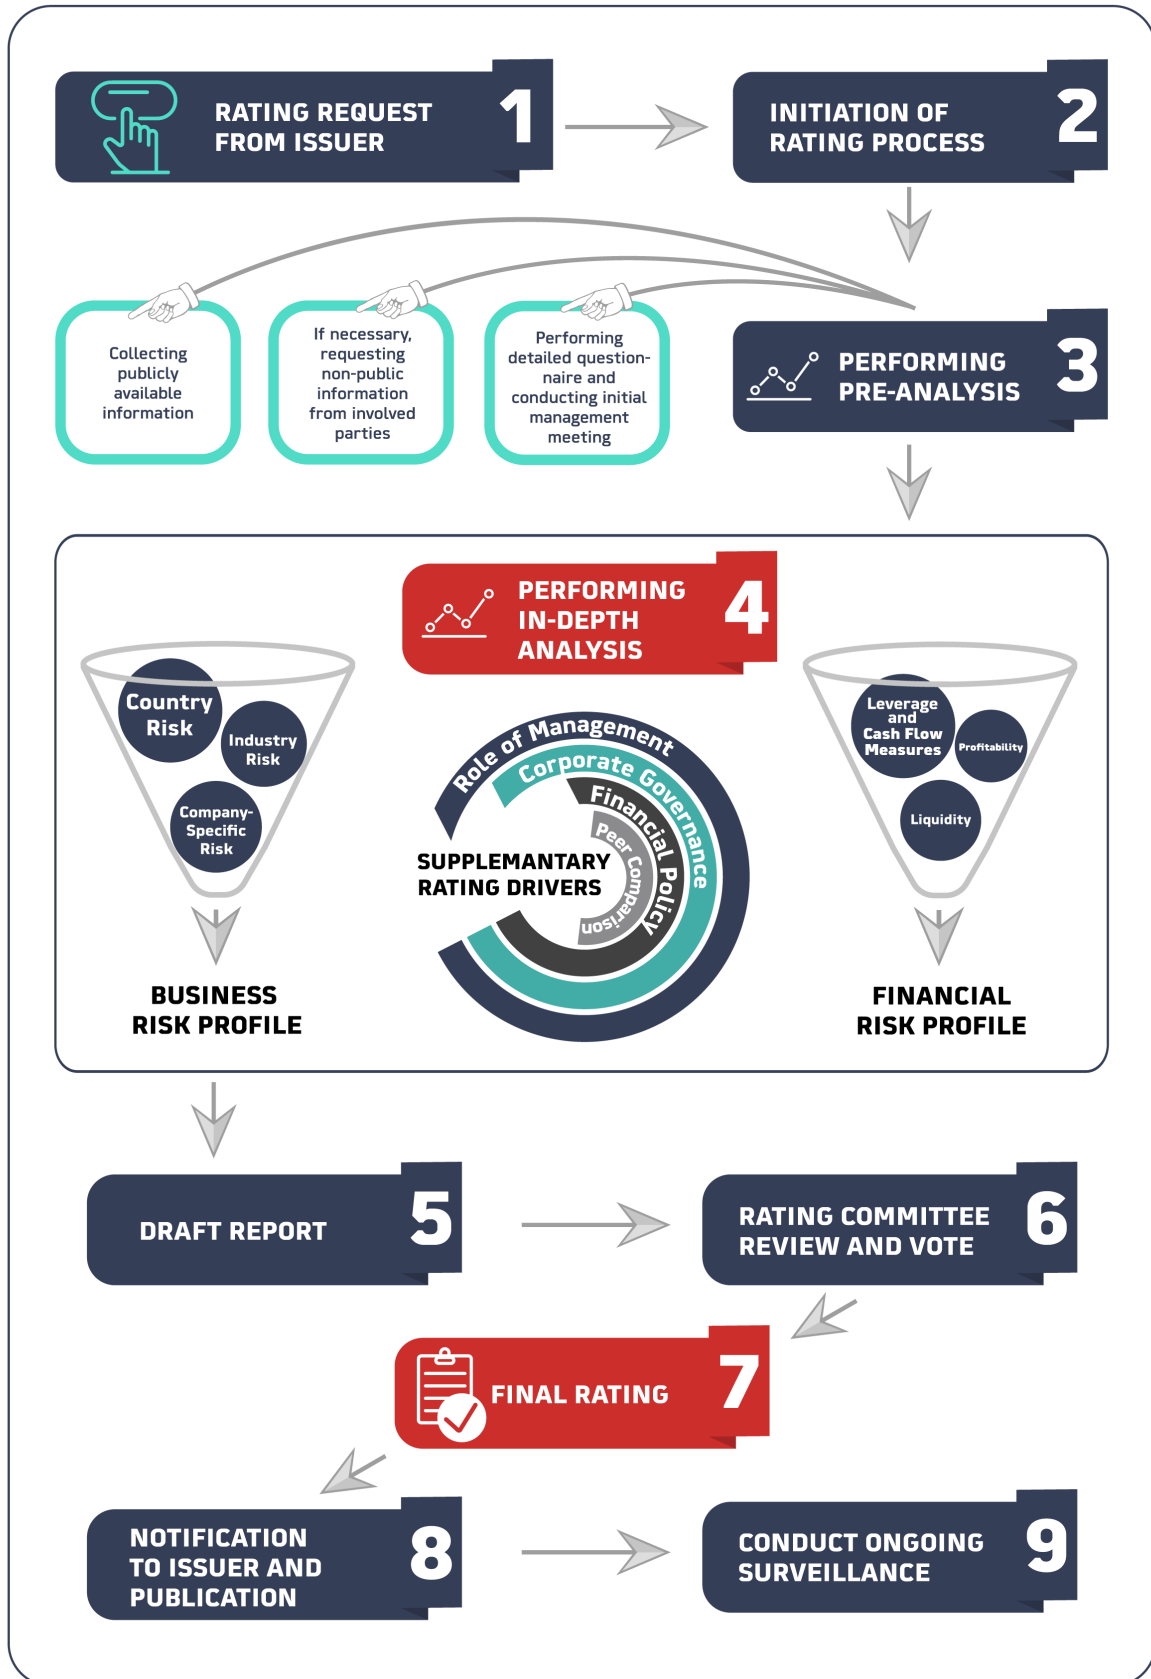 RATING REQUEST
FROM ISSUER
1
INITIATION OF
RATING PROCESS
2
Collecting
publicly
available
information
If necessary,
requesting
non-public
information
from involved
parties
Performing
detailed question-
naire and
conducting initial
management
meeting
PERFORMING
PRE-ANALYSIS
3
PERFORMING
IN-DEPTH
ANALYSIS
4
Country
Risk
Industry
Risk
Company-
Specific
Risk
BUSINESS
RISK PROFILE
Role of Management
Corporate Governance
Financial Policy
Peer Comparison
SUPPLEMANTARY
RATING DRIVERS
Leverage
and
Cash Flow
Measures
Profitability
Liquidity
FINANCIAL
RISK PROFILE
DRAFT REPORT
5
RATING COMMITTEE
REVIEW AND VOTE
6
FINAL RATING
7
NOTIFICATION
TO ISSUER AND
PUBLICATION
8
CONDUCT ONGOING
SURVEILLANCE
9